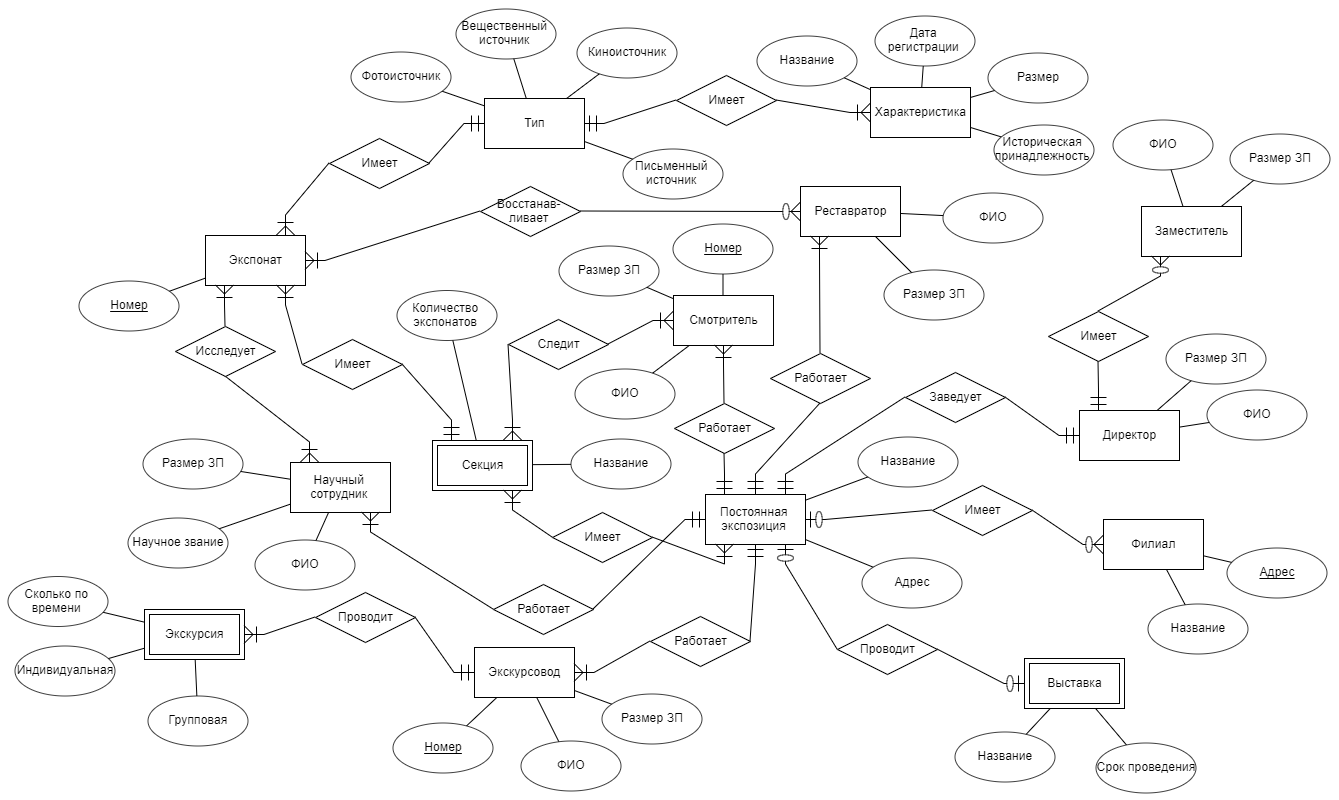 Вещественный
источник
Киноисточник
Фотоисточник
Тип
Письменный
источник
Имеет
Имеет
Дата
регистрации
Название
Размер
Характеристика
Историческая
принадлежность
ФИО
Размер ЗП
Заместитель
Восстанав-
ливает
Реставратор
ФИО
Размер ЗП
Экспонат
Номер
Номер
Размер ЗП
Смотритель
ФИО
Количество
экспонатов
Следит
Имеет
Исследует
Имеет
Размер ЗП
ФИО
Директор
Работает
Заведует
Работает
Название
Секция
Название
Размер ЗП
Научный
сотрудник
Научное звание
ФИО
Постоянная
экспозиция
Имеет
Имеет
Филиал
Адрес
Название
Адрес
Работает
Сколько по
времени
Экскурсия
Индивидуальная
Групповая
Проводит
Работает
Проводит
Экскурсовод
Размер ЗП
Номер
ФИО
Выставка
Название
Срок проведения